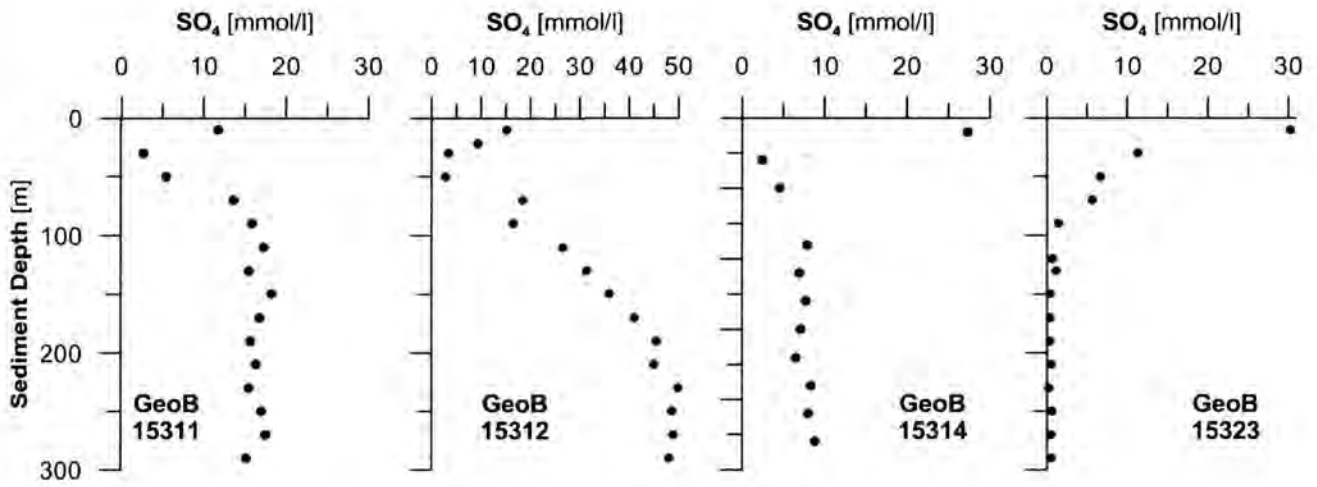 SO₄ [mmol/l] SO₄ [mmol/l] SO₄ [mmol/l] SO₄ [mmol/l]
0 10 20 30 0 10 20 30 40 50 0 10 20 30 0 10 20 30
0
100
200
300
Sediment Depth [m]
GeoB
15311
GeoB
15312
GeoB
15314
GeoB
15323